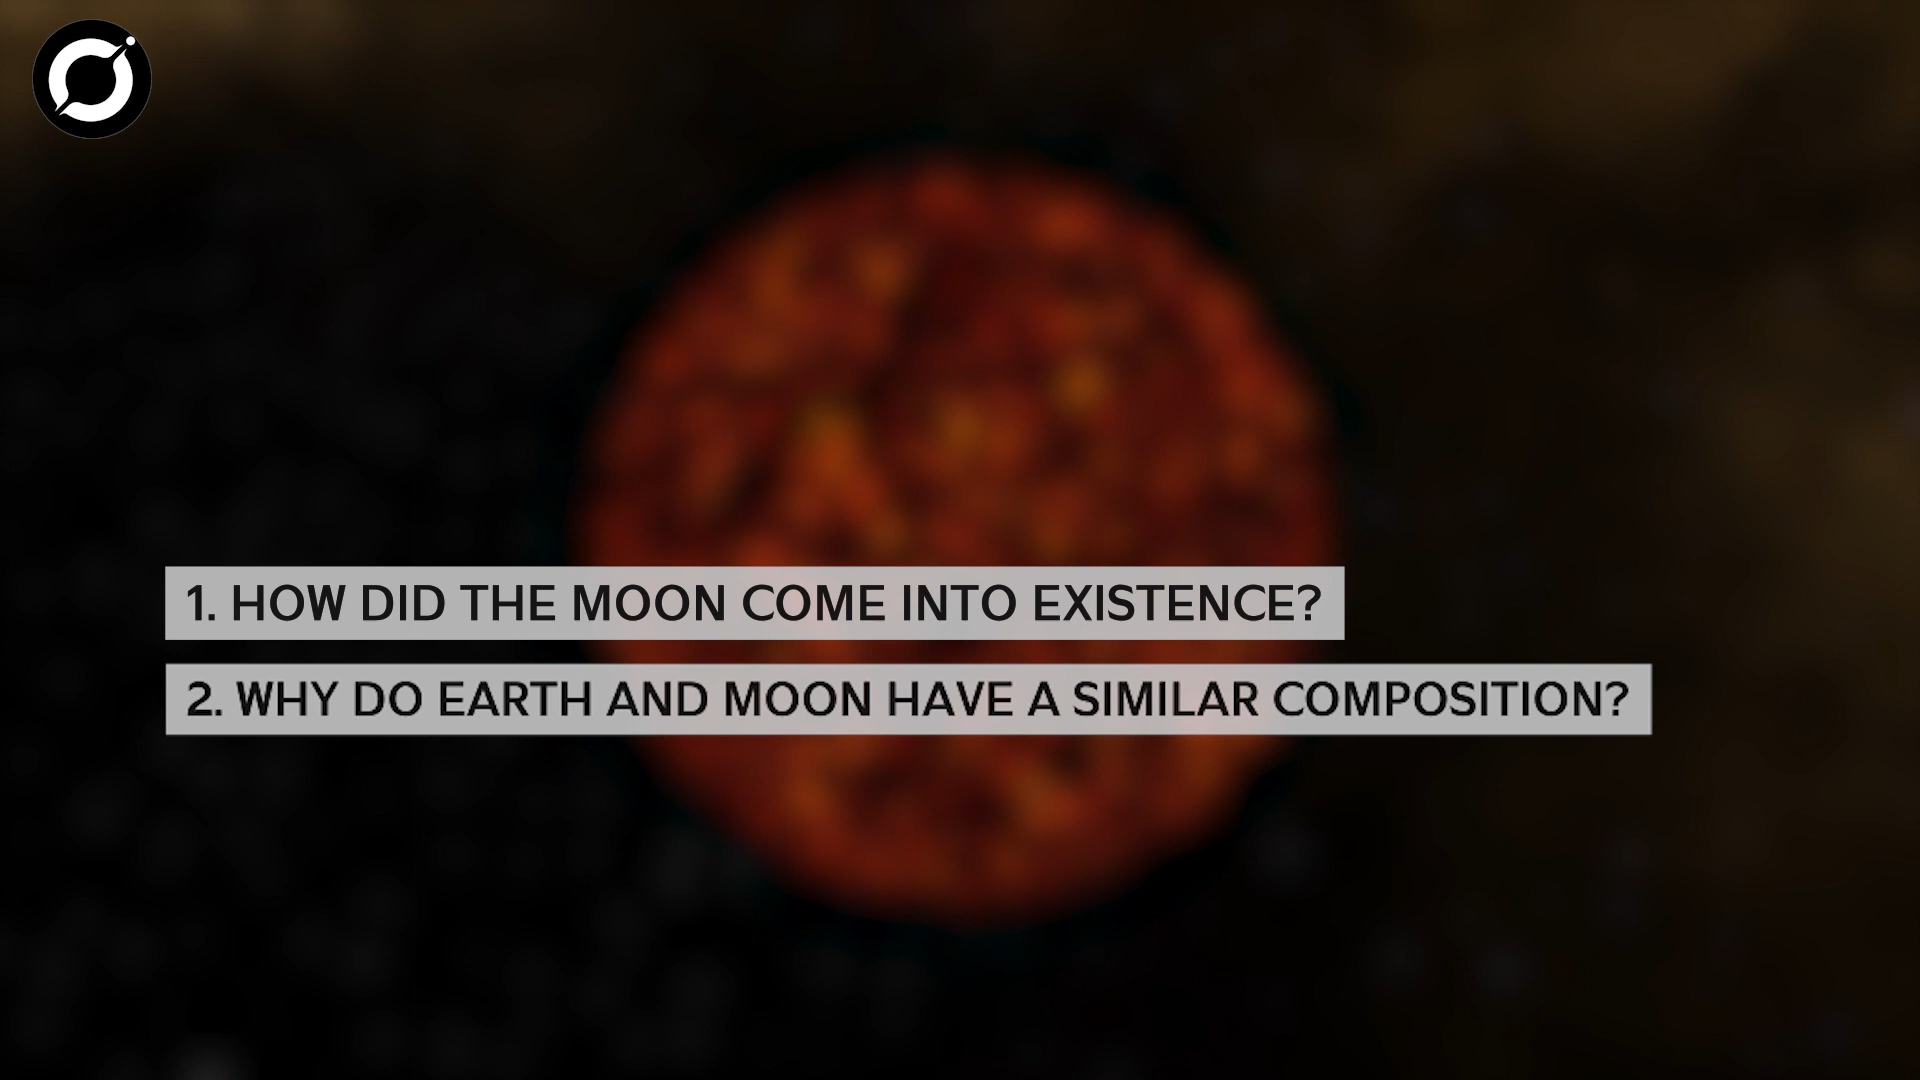 1. HOW DID THE MOON COME INTO EXISTENCE?
2. WHY DO EARTH AND MOON HAVE A SIMILAR COMPOSITION?